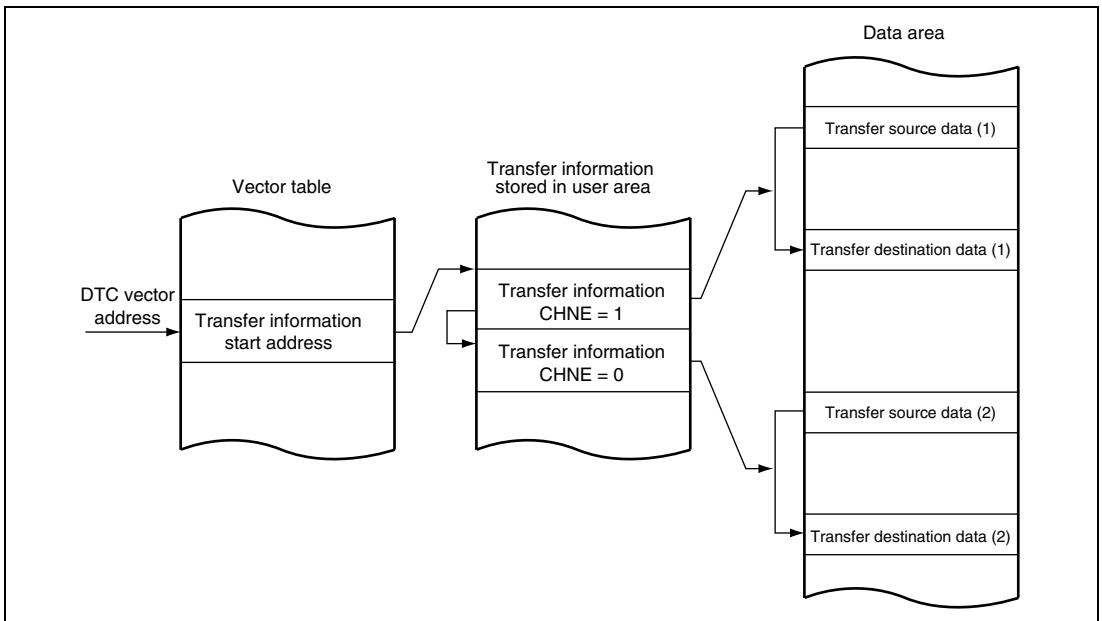 Data area
Transfer source data (1)
Transfer information
stored in user area
Vector table
Transfer destination data (1)
DTC vector
address
Transfer information
start address
Transfer information
CHNE = 1
Transfer information
CHNE = 0
Transfer source data (2)
Transfer destination data (2)